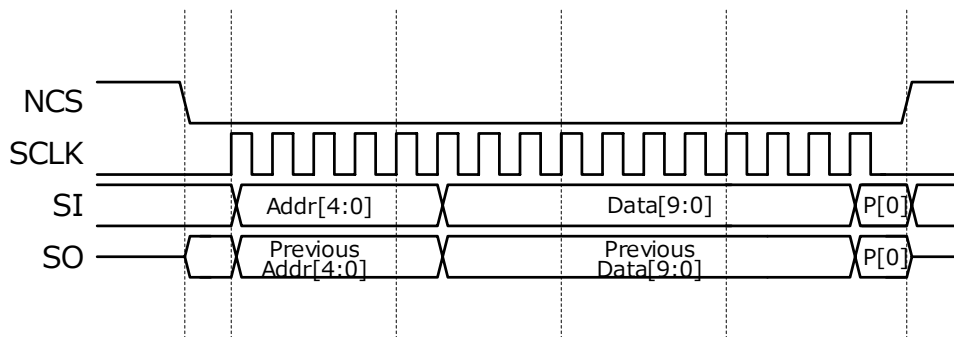 NCS
SCLK
SI
Addr[4:0]
Data[9:0]
P[0]
SO
Previous
Addr[4:0]
Previous
Data[9:0]
P[0]